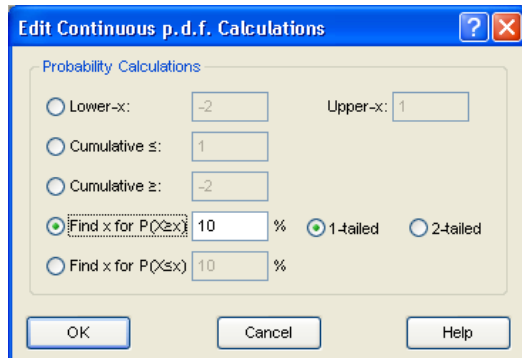 Edit Continuous p.d.f. Calculations ? X
Probability Calculations
Lower-x: -2 Upper-x: 1
Cumulative ≤: 1
Cumulative ≥: -2
Find x for P(X≥x) 10 % 1-tailed 2-tailed
Find x for P(X≤x) 10 %
OK Cancel Help